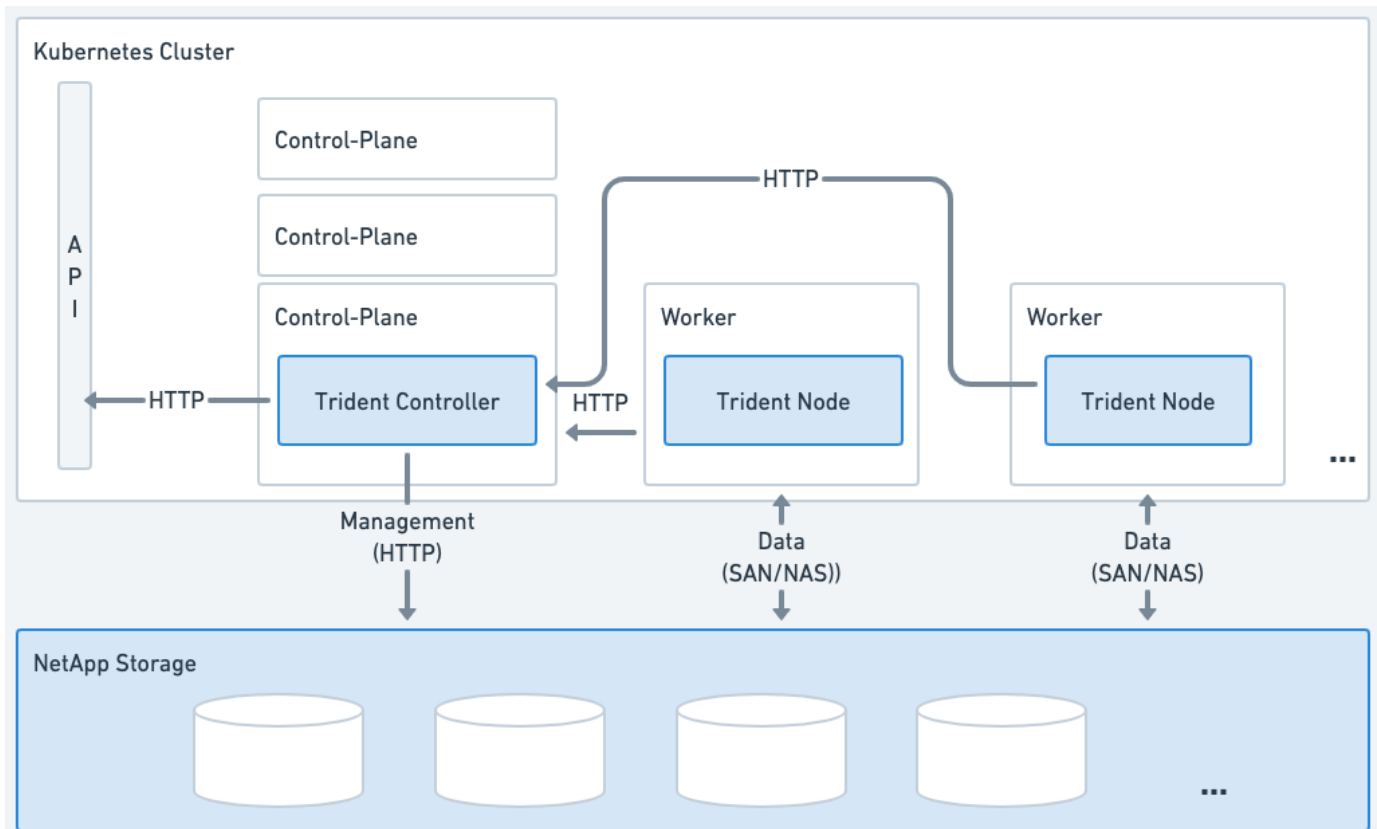 Kubernetes Cluster
Control-Plane
HTTP
Control-Plane
A
P
I
Control-Plane
Worker
Worker
HTTP
Trident Controller
HTTP
Trident Node
Trident Node
...
Management
(HTTP)
Data
(SAN/NAS))
Data
(SAN/NAS)
NetApp Storage
...